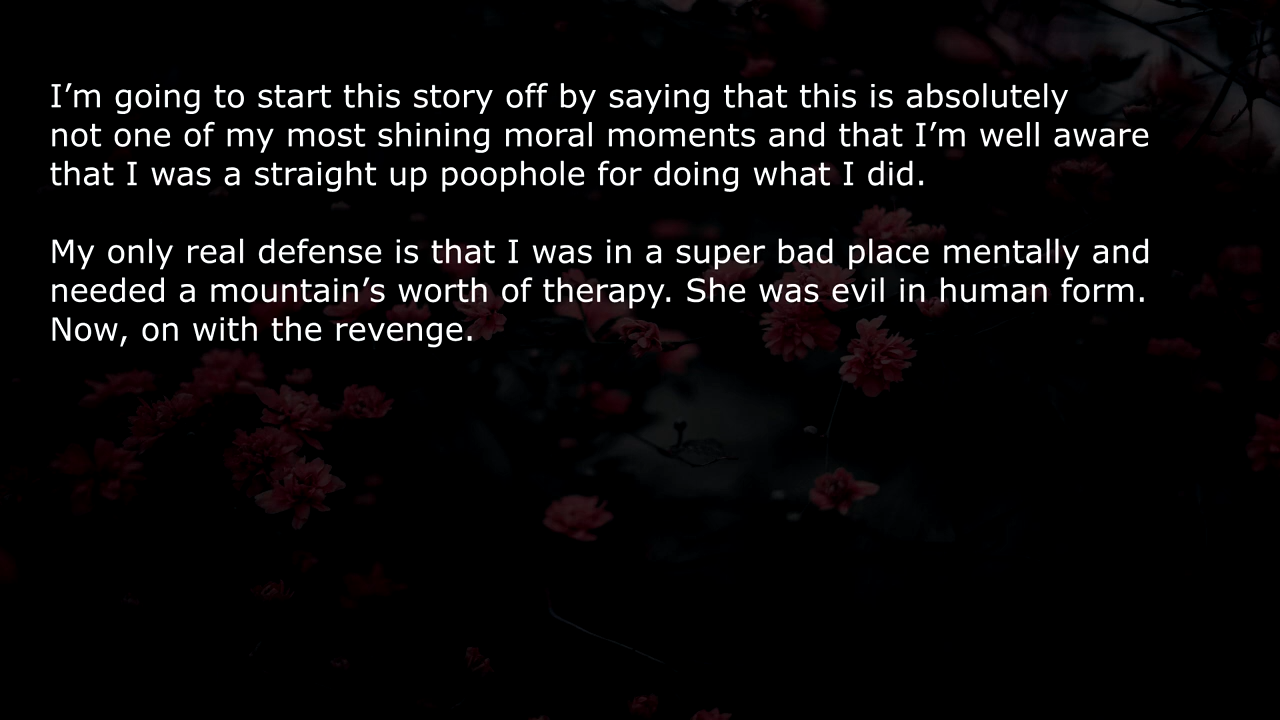 I’m going to start this story off by saying that this is absolutely
not one of my most shining moral moments and that I’m well aware
that I was a straight up poophole for doing what I did.
My only real defense is that I was in a super bad place mentally and
needed a mountain’s worth of therapy. She was evil in human form.
Now, on with the revenge.